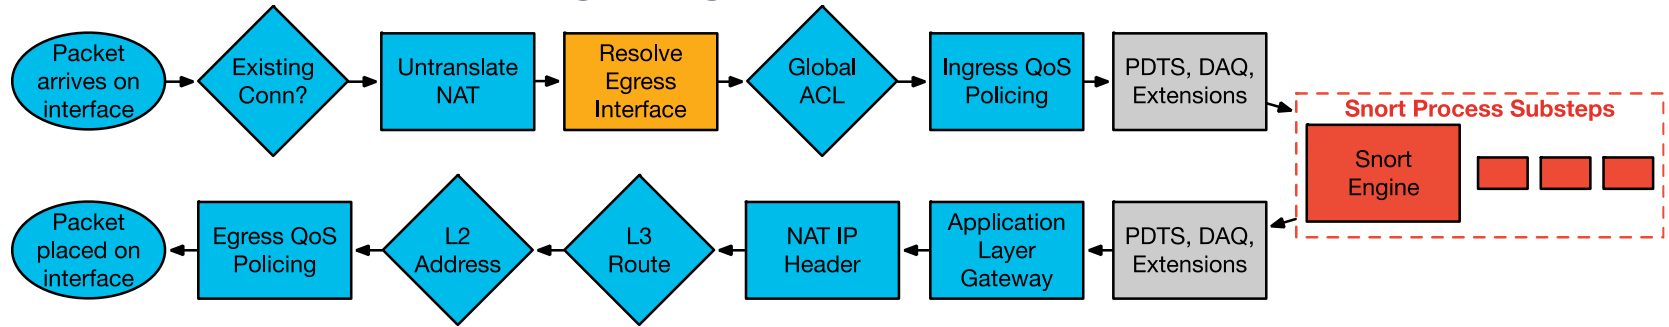 Packet
arrives on
interface
Existing
Conn?
Untranslate
NAT
Resolve
Egress
Interface
Global
ACL
Ingress QoS
Policing
PDTS, DAQ,
Extensions
Snort Process Substeps
Snort
Engine
Packet
placed on
interface
Egress QoS
Policing
L2
Address
L3
Route
NAT IP
Header
Application
Layer
Gateway
PDTS, DAQ,
Extensions